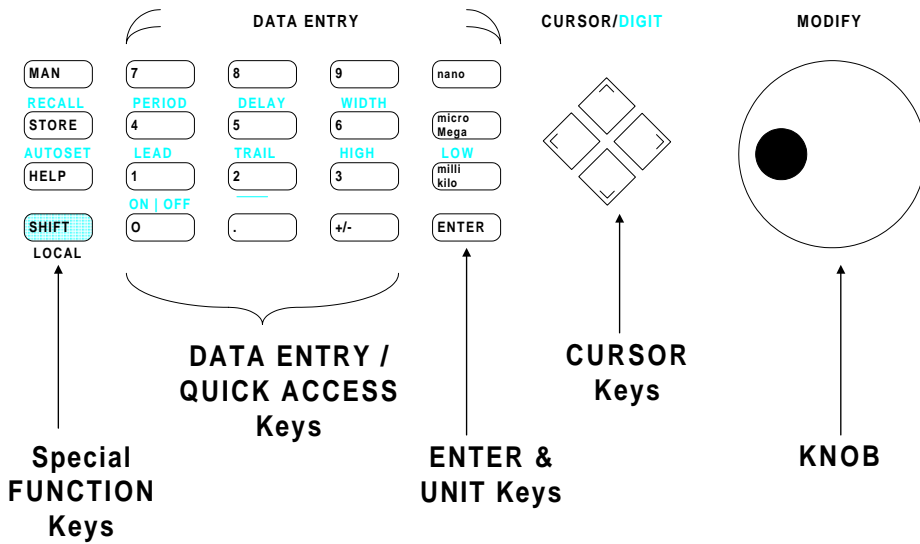 DATA ENTRY CURSOR/DIGIT MODIFY
MAN 7 8 9 nano
RECALL PERIOD DELAY WIDTH
STORE 4 5 6 micro
Mega
AUTOSET LEAD TRAIL HIGH LOW
HELP 1 2 3 milli
kilo
ON | OFF
SHIFT O . +/- ENTER
LOCAL
DATA ENTRY /
QUICK ACCESS
Keys
CURSOR
Keys
Special
FUNCTION
Keys
ENTER &
UNIT Keys
KNOB